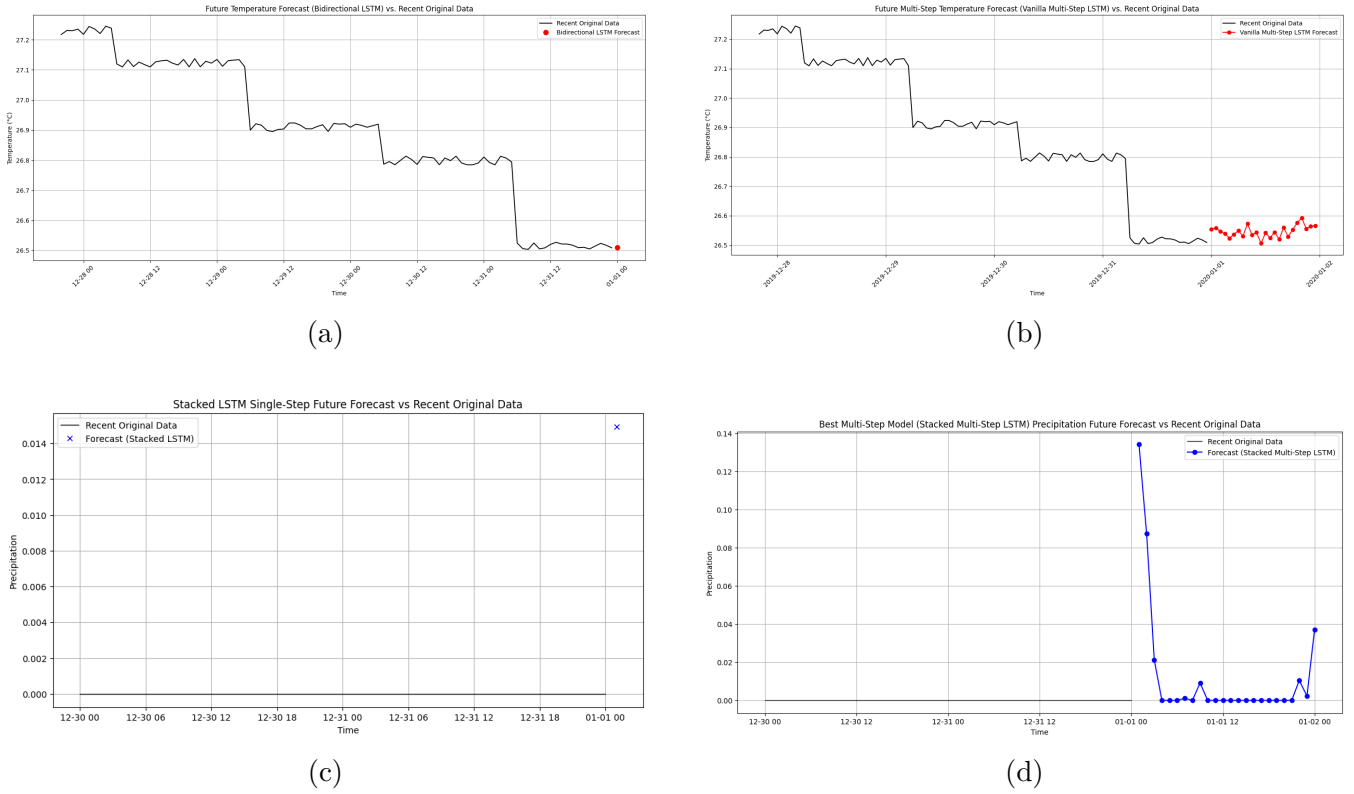 Future Temperature Forecast (Bidirectional LSTM) vs. Recent Original Data
Recent Original Data
Bidirectional LSTM Forecast
Temperature (°C)
27.2
27.1
27.0
26.9
26.8
26.7
26.6
26.5
12-28 00
12-28 12
12-29 00
12-29 12
12-30 00
12-30 12
12-31 00
12-31 12
01-01 00
Time
(a)
Future Multi-Step Temperature Forecast (Vanilla Multi-Step LSTM) vs. Recent Original Data
Recent Original Data
Vanilla Multi-Step LSTM Forecast
Temperature (°C)
27.2
27.1
27.0
26.9
26.8
26.7
26.6
26.5
2019-12-28
2019-12-29
2019-12-30
2019-12-31
2020-01-01
2020-01-02
Time
(b)
Stacked LSTM Single-Step Future Forecast vs Recent Original Data
Recent Original Data
Forecast (Stacked LSTM)
Precipitation
0.014
0.012
0.010
0.008
0.006
0.004
0.002
0.000
12-30 00
12-30 06
12-30 12
12-30 18
12-31 00
12-31 06
12-31 12
12-31 18
01-01 00
Time
(c)
Best Multi-Step Model (Stacked Multi-Step LSTM) Precipitation Future Forecast vs Recent Original Data
Recent Original Data
Forecast (Stacked Multi-Step LSTM)
Precipitation
0.14
0.12
0.10
0.08
0.06
0.04
0.02
0.00
12-30 00
12-30 12
12-31 00
12-31 12
01-01 00
01-01 12
01-02 00
Time
(d)